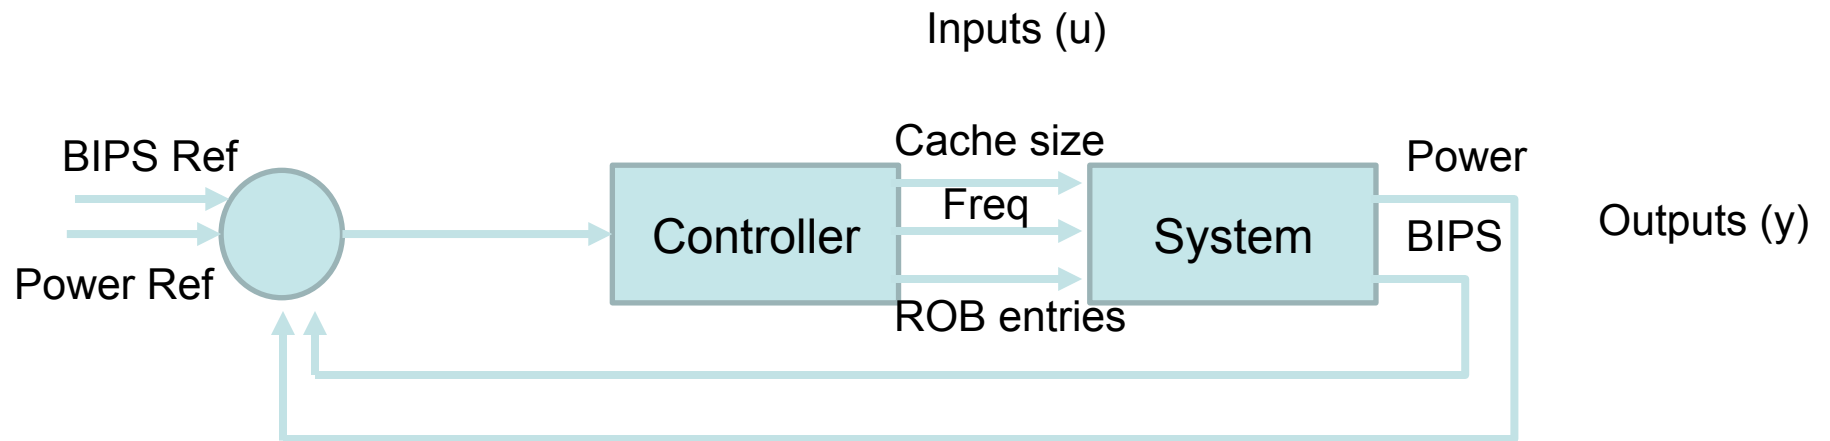 Inputs (u)
Cache size
BIPS Ref
Power
Freq
Controller
System
BIPS
Outputs (y)
Power Ref
ROB entries